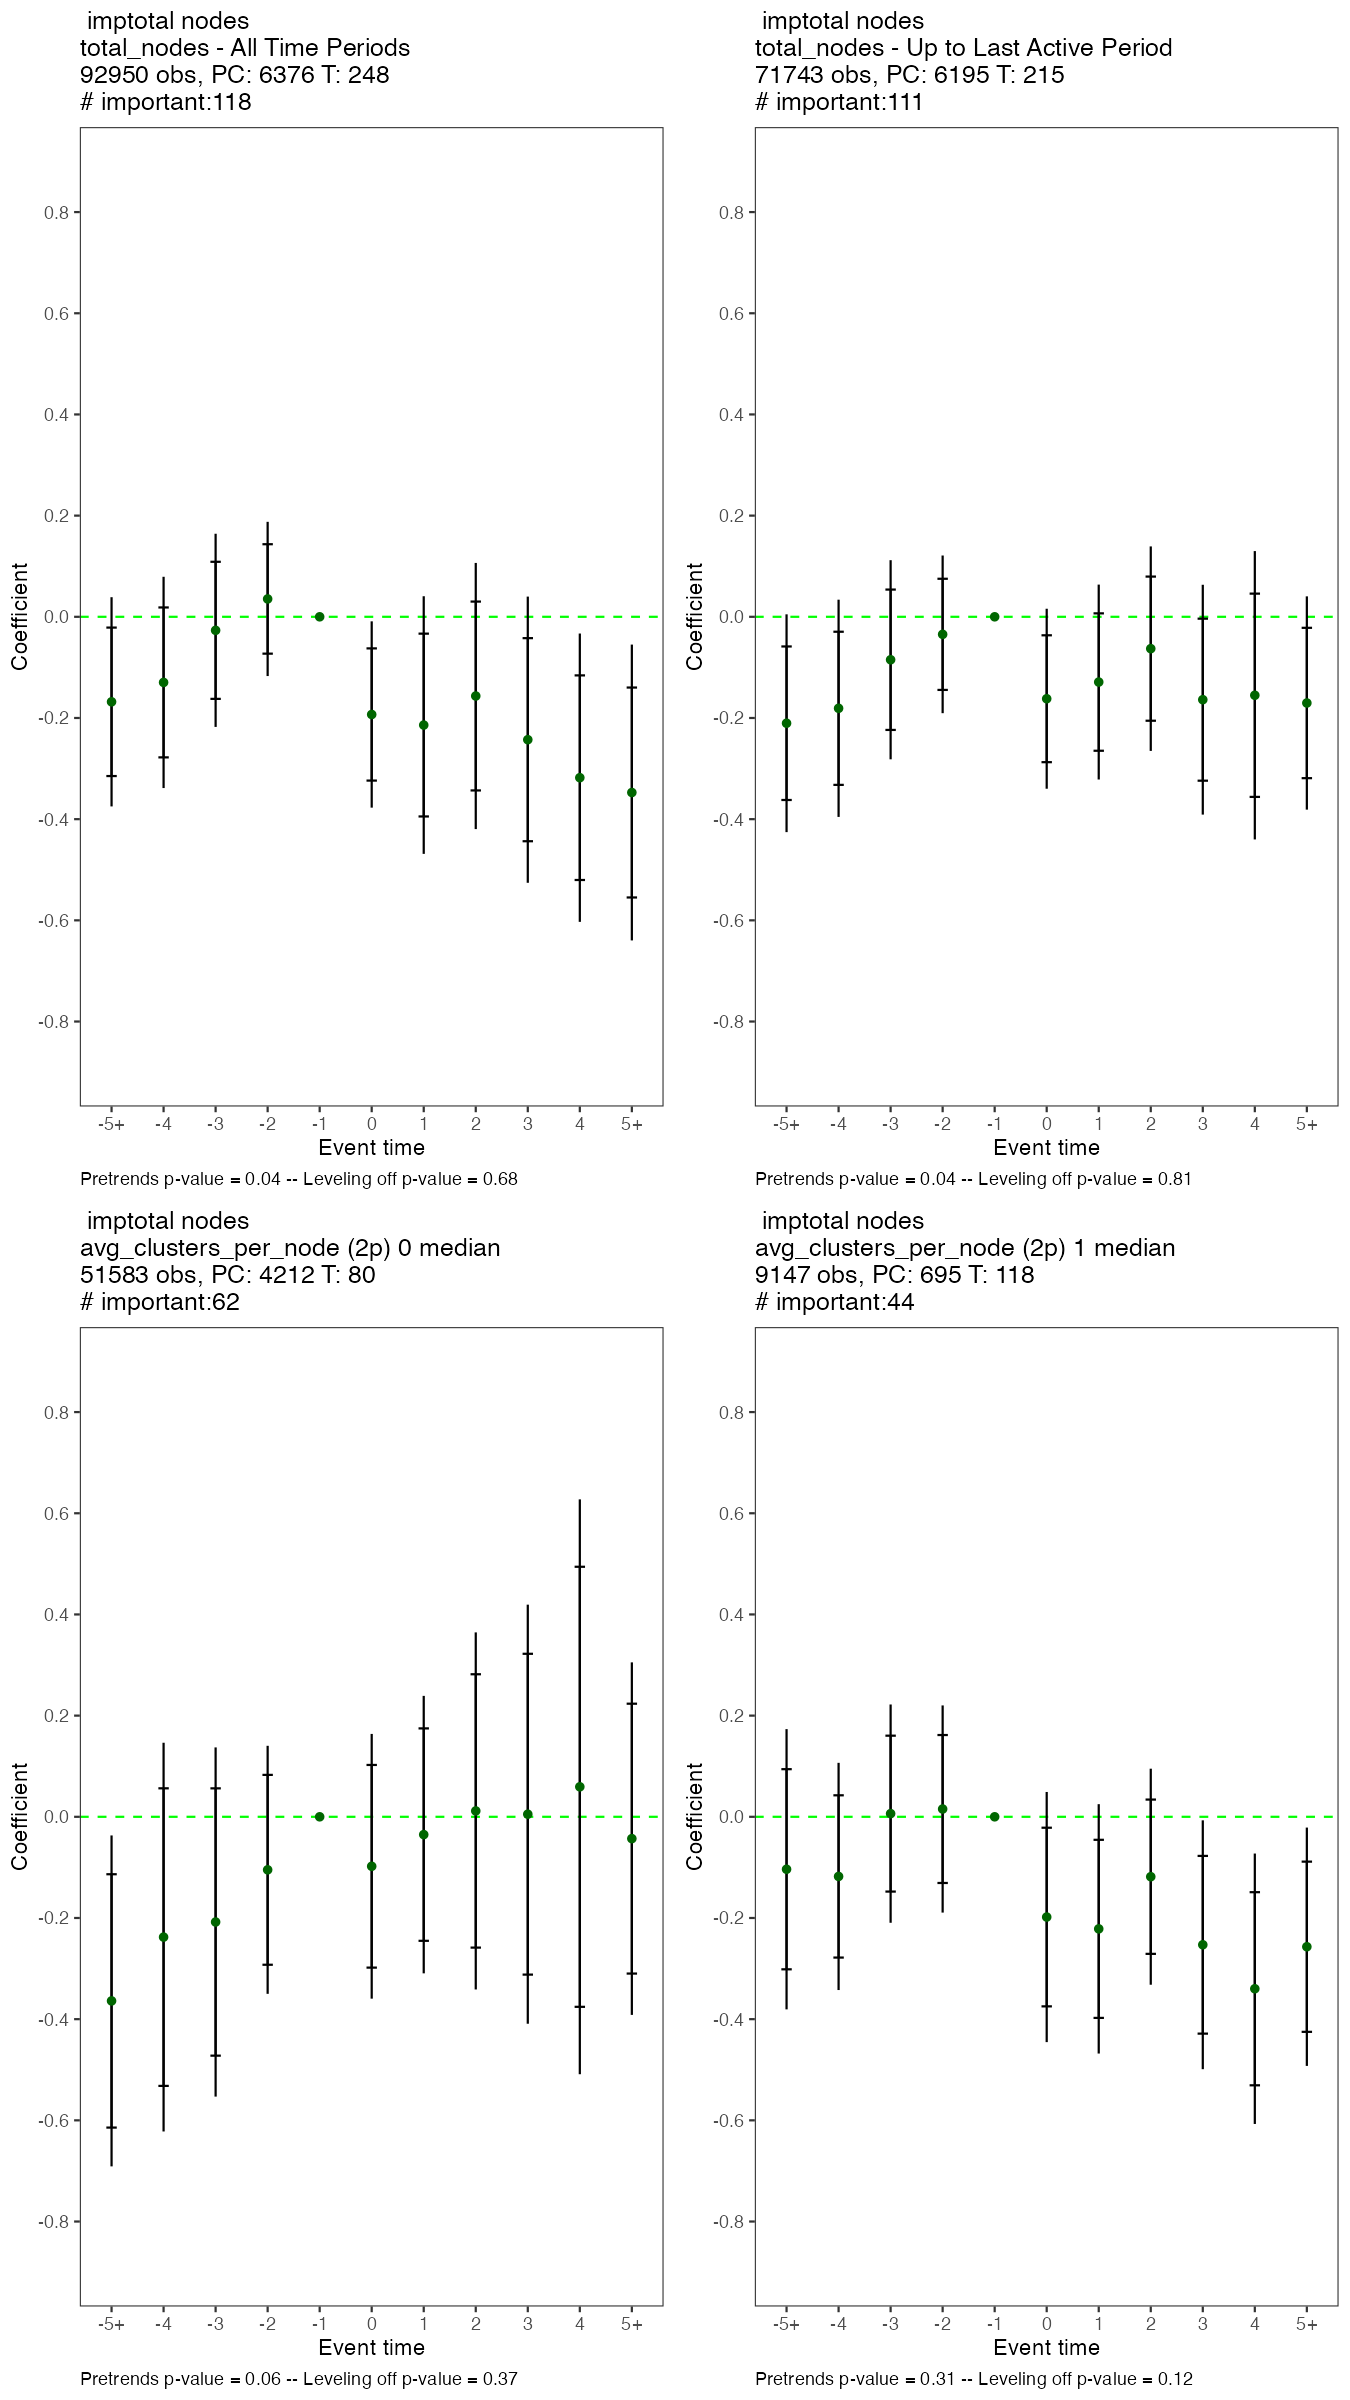 imptotal nodes
total_nodes - All Time Periods
92950 obs, PC: 6376 T: 248
# important:118
0.8
0.6
0.4
0.2
0.0
-0.2
-0.4
-0.6
-0.8
Coefficient
-5+ -4 -3 -2 -1 0 1 2 3 4 5+
Event time
Pretrends p-value = 0.04 -- Leveling off p-value = 0.68
imptotal nodes
total_nodes - Up to Last Active Period
71743 obs, PC: 6195 T: 215
# important:111
0.8
0.6
0.4
0.2
0.0
-0.2
-0.4
-0.6
-0.8
Coefficient
-5+ -4 -3 -2 -1 0 1 2 3 4 5+
Event time
Pretrends p-value = 0.04 -- Leveling off p-value = 0.81
imptotal nodes
avg_clusters_per_node (2p) 0 median
51583 obs, PC: 4212 T: 80
# important:62
0.8
0.6
0.4
0.2
0.0
-0.2
-0.4
-0.6
-0.8
Coefficient
-5+ -4 -3 -2 -1 0 1 2 3 4 5+
Event time
Pretrends p-value = 0.06 -- Leveling off p-value = 0.37
imptotal nodes
avg_clusters_per_node (2p) 1 median
9147 obs, PC: 695 T: 118
# important:44
0.8
0.6
0.4
0.2
0.0
-0.2
-0.4
-0.6
-0.8
Coefficient
-5+ -4 -3 -2 -1 0 1 2 3 4 5+
Event time
Pretrends p-value = 0.31 -- Leveling off p-value = 0.12